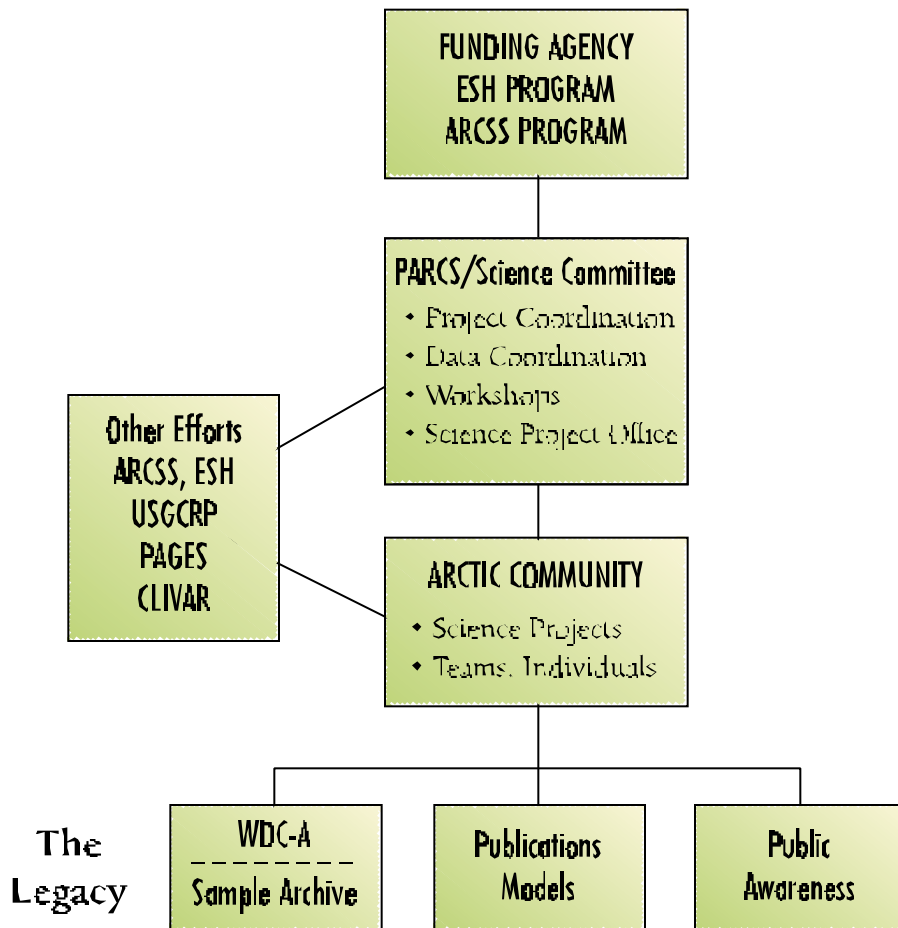 FUNDING AGENCY
ESH PROGRAM
ARCSS PROGRAM
PARCS/Science Committee
• Project Coordination
• Data Coordination
• Workshops
• Science Project Office
Other Efforts
ARCSS, ESH
USGCRP
PAGES
CLIVAR
ARCTIC COMMUNITY
• Science Projects
• Teams, Individuals
The
Legacy
WDC-A
Sample Archive
Publications
Models
Public
Awareness